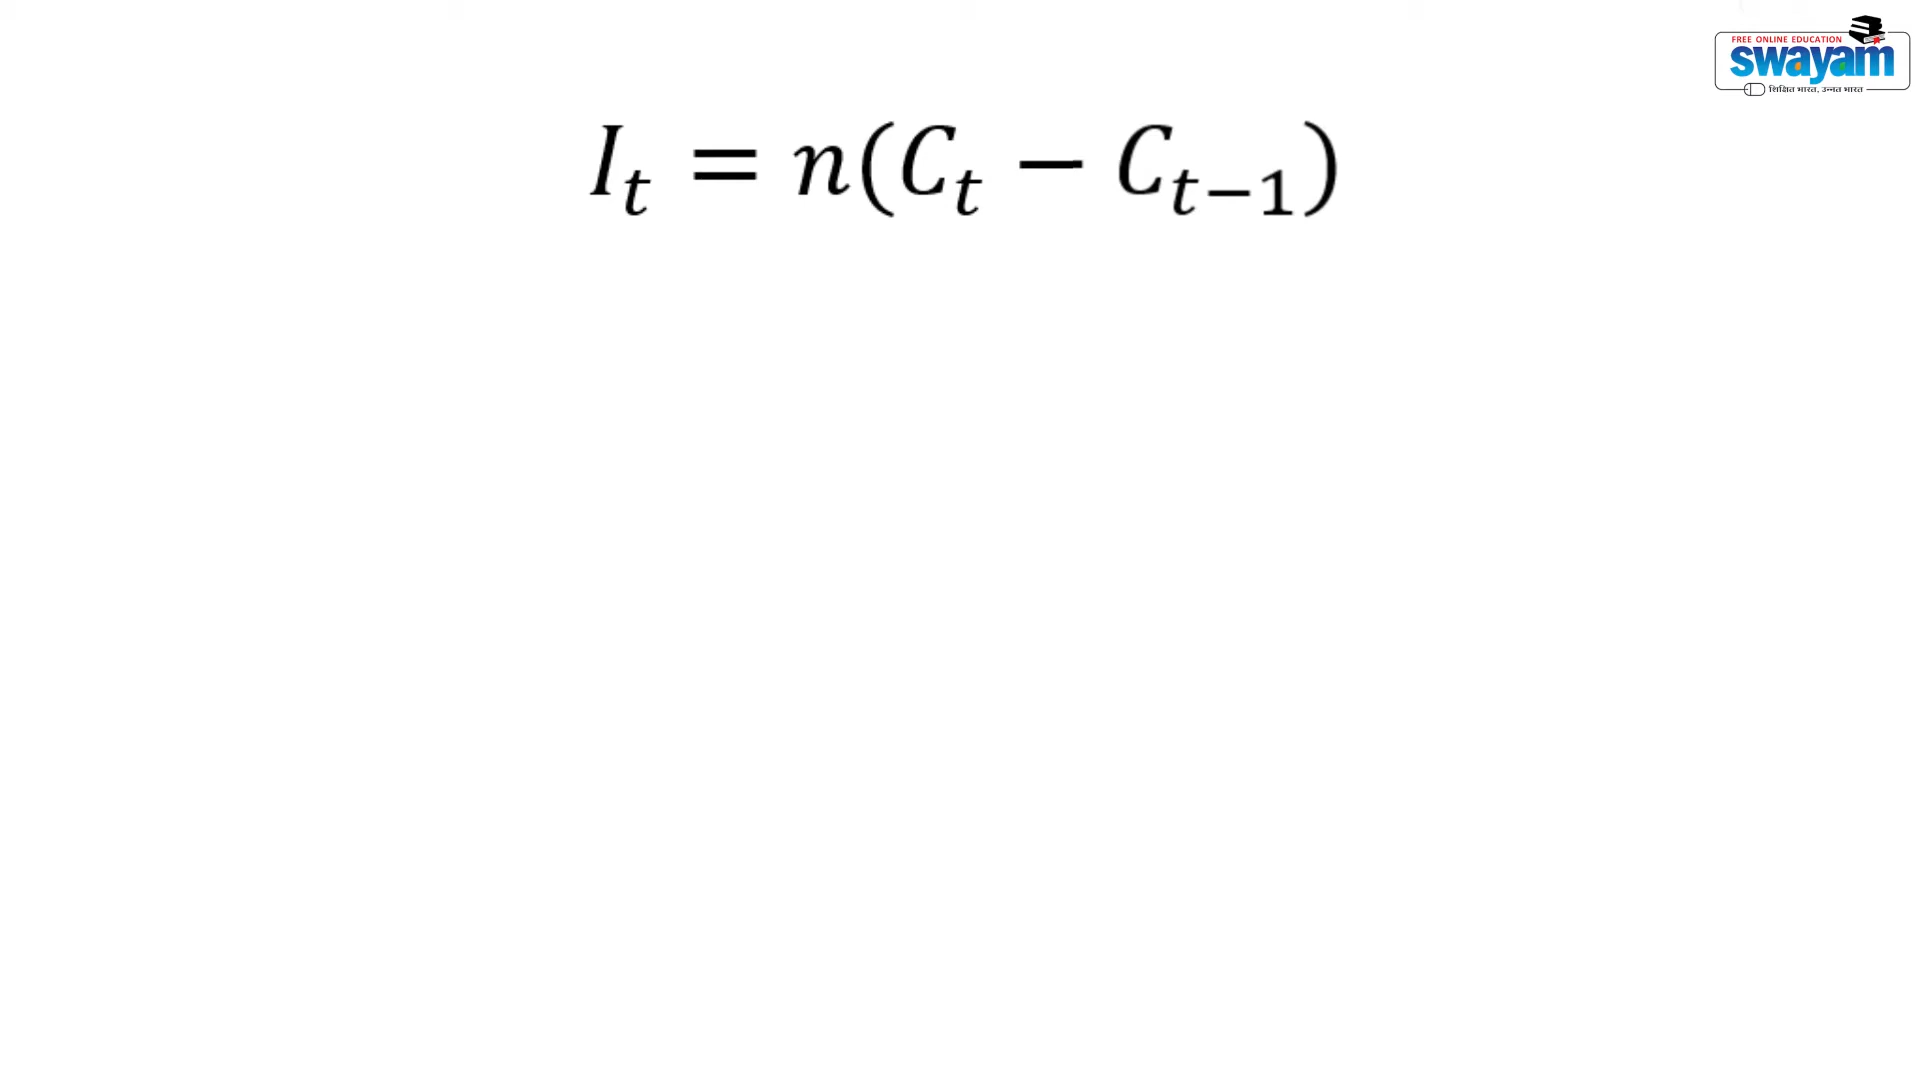 FREE ONLINE EDUCATION
swayam
शिक्षित भारत, उन्नत भारत
I_t = n(C_t − C_{t−1})